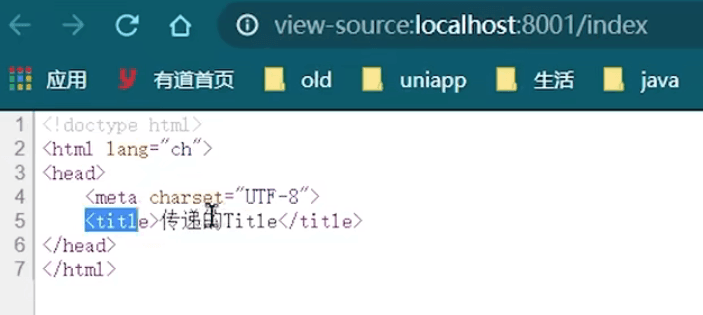 view-source:localhost:8001/index
应用 有道首页 old uniapp 生活 java
1 <!doctype html>
2 <html lang="ch">
3 <head>
4 <meta charset="UTF-8">
5 <title>传递的Title</title>
6 </head>
7 </html>